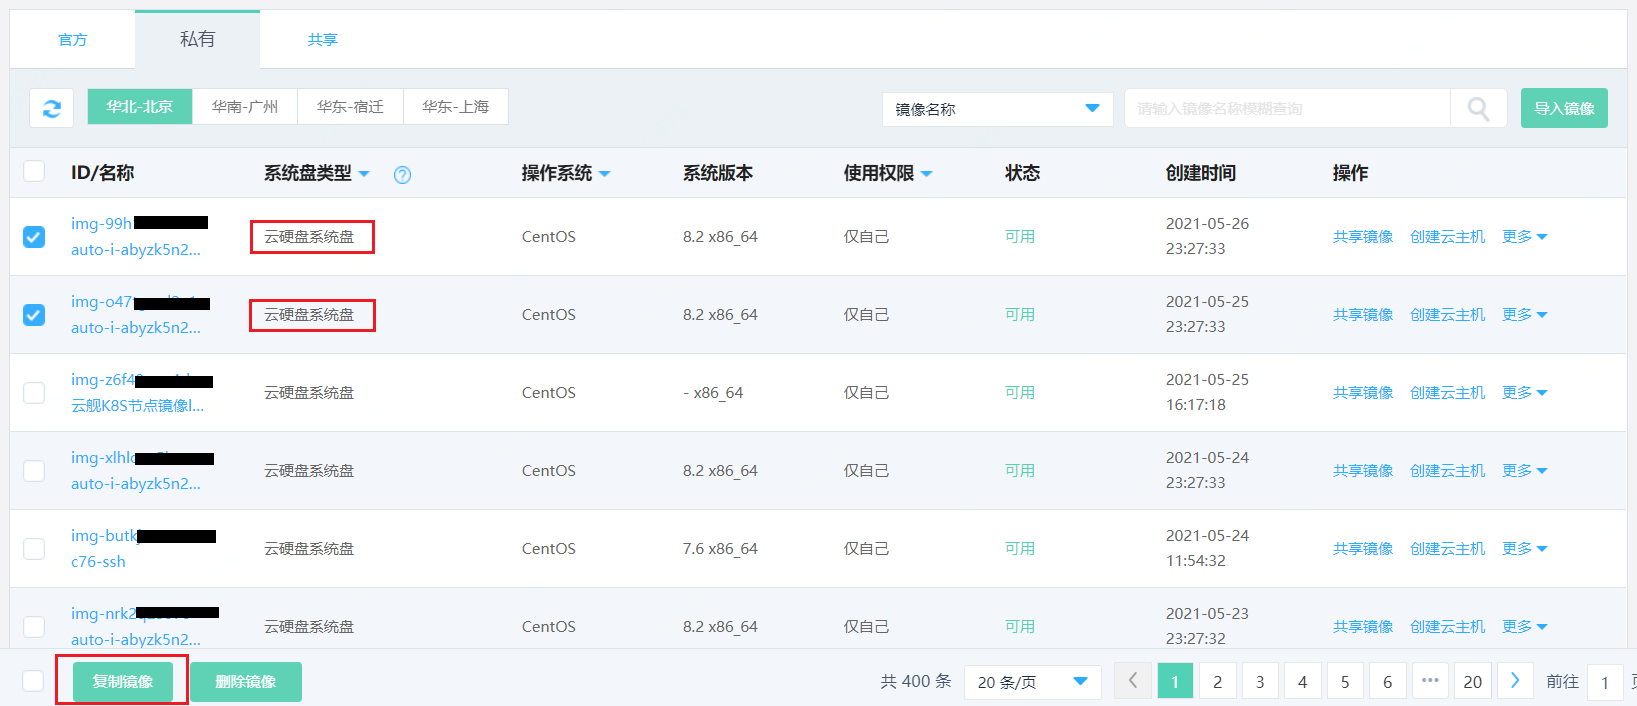 官方 私有 共享
华北-北京 华南-广州 华东-宿迁 华东-上海 镜像名称 请输入镜像名称模糊查询 导入镜像
ID/名称 系统盘类型 ? 操作系统 系统版本 使用权限 状态 创建时间 操作
img-99h
auto-i-abyzk5n2... 云硬盘系统盘 CentOS 8.2 x86_64 仅自己 可用 2021-05-26
23:27:33 共享镜像 创建云主机 更多
img-o47
auto-i-abyzk5n2... 云硬盘系统盘 CentOS 8.2 x86_64 仅自己 可用 2021-05-25
23:27:33 共享镜像 创建云主机 更多
img-z6f4
云舰K8S节点镜像l... 云硬盘系统盘 CentOS - x86_64 仅自己 可用 2021-05-25
16:17:18 共享镜像 创建云主机 更多
img-xlhl
auto-i-abyzk5n2... 云硬盘系统盘 CentOS 8.2 x86_64 仅自己 可用 2021-05-24
23:27:33 共享镜像 创建云主机 更多
img-butk
c76-ssh 云硬盘系统盘 CentOS 7.6 x86_64 仅自己 可用 2021-05-24
11:54:32 共享镜像 创建云主机 更多
img-nrk2
auto-i-abyzk5n2... 云硬盘系统盘 CentOS 8.2 x86_64 仅自己 可用 2021-05-23
23:27:32 共享镜像 创建云主机 更多
复制镜像 删除镜像 共 400 条 20 条/页 1 2 3 4 5 6 ••• 20 前往 1